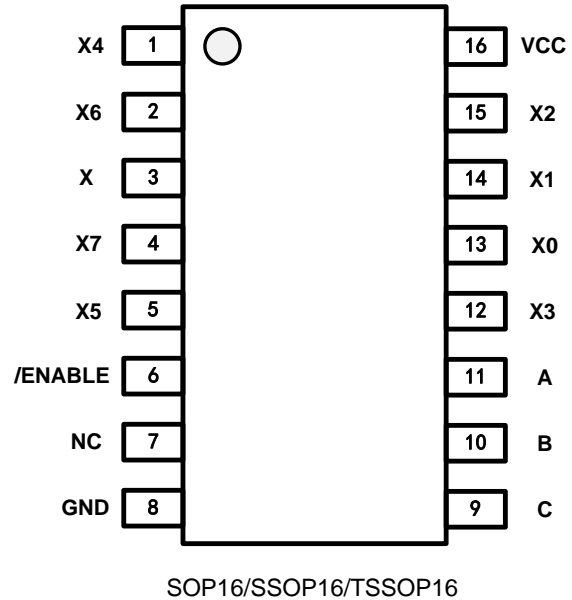 X4 1 16 VCC
X6 2 15 X2
X 3 14 X1
X7 4 13 X0
X5 5 12 X3
/ENABLE 6 11 A
NC 7 10 B
GND 8 9 C
SOP16/SSOP16/TSSOP16